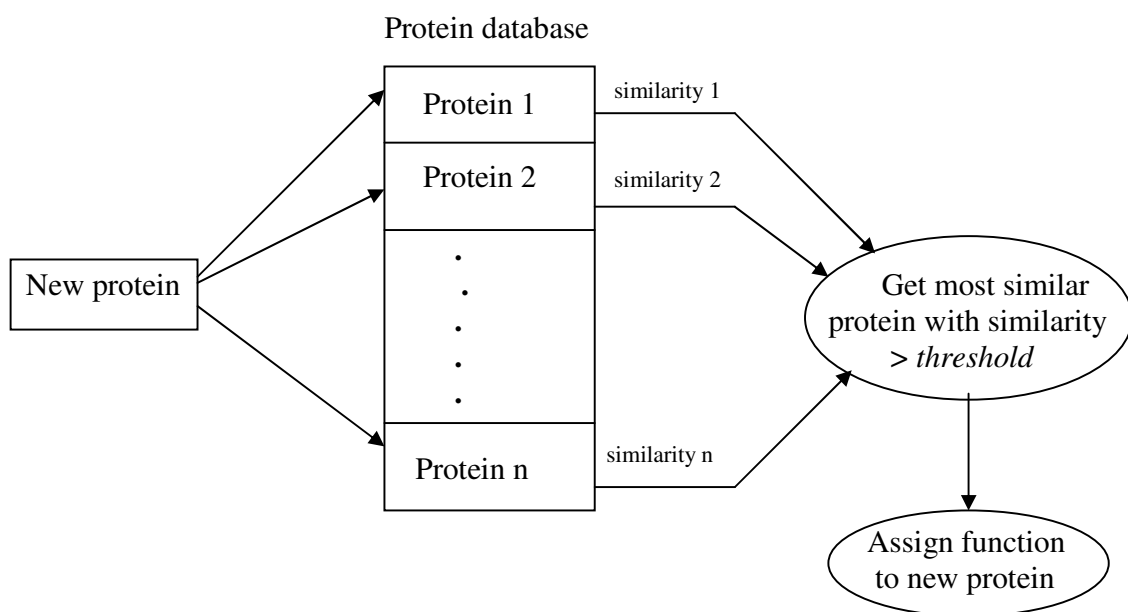 Protein database
Protein 1
similarity 1
Protein 2
similarity 2
New protein
Get most similar
protein with similarity
> threshold
Protein n
similarity n
Assign function
to new protein